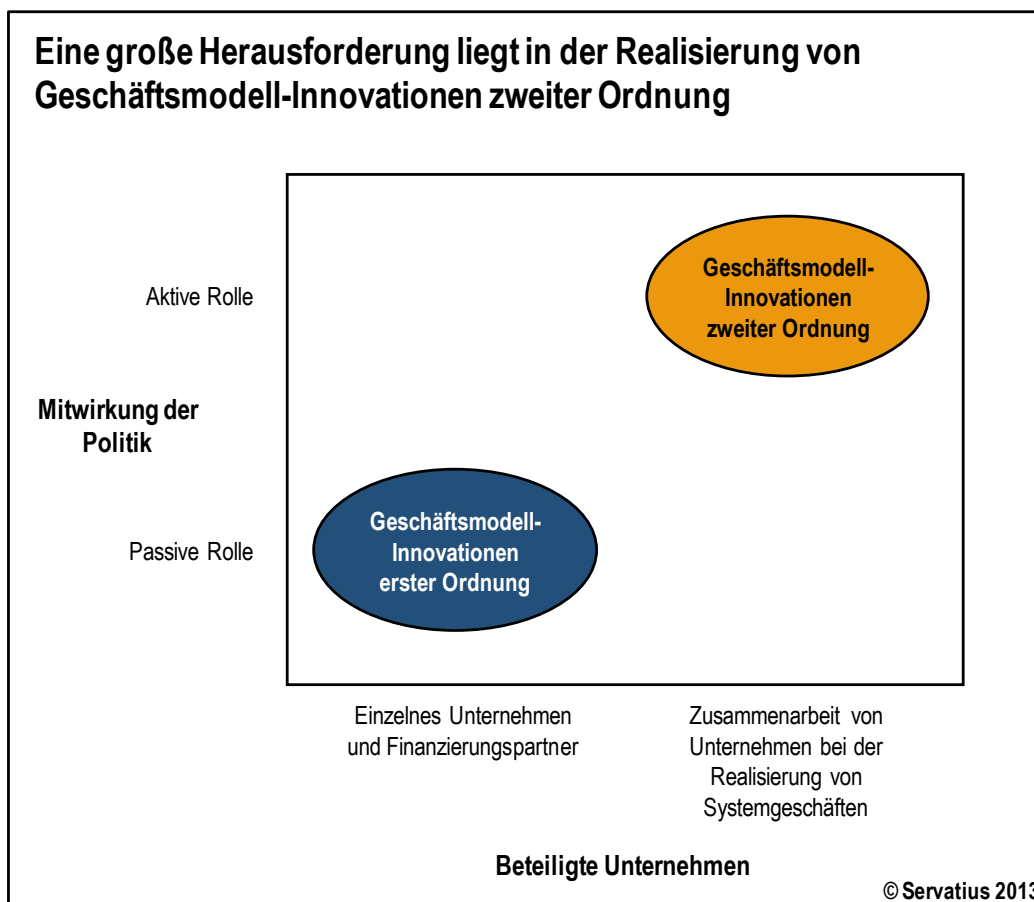 Eine große Herausforderung liegt in der Realisierung von
Geschäftsmodell-Innovationen zweiter Ordnung
Geschäftsmodell-
Innovationen
zweiter Ordnung
Aktive Rolle
Mitwirkung der
Politik
Geschäftsmodell-
Innovationen
erster Ordnung
Passive Rolle
Einzelnes Unternehmen
und Finanzierungspartner
Zusammenarbeit von
Unternehmen bei der
Realisierung von
Systemgeschäften
Beteiligte Unternehmen
© Servatius 2013